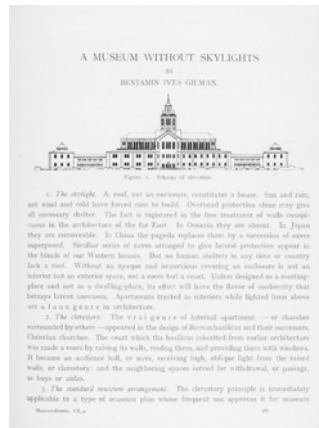 A MUSEUM WITHOUT SKYLIGHTS
BY
BENJAMIN IVES GILMAN.
Figure 1. Scheme of elevation.
1. The skylight. A roof, not an enclosure, constitutes a house. Sun and rain,
not wind and cold have forced man to build. Overhead protection alone may give
all necessary shelter. The fact is registered in the free treatment of walls conspi-
cuous in the architecture of the far East. In Oceania they are absent. In Japan
they are removeable. In China the pagoda replaces them by a succession of eaves
superposed. Similar series of eaves arranged to give lateral protection appear in
the blinds of our Western houses. But no human shelters in any time or country
lack a roof. Without an opaque and impervious covering an enclosure is not an
interior but an exterior space, not a room but a court. Unless designed as a meeting-
place and not as a dwelling-place, its effect will have the flavor of mediocrity that
betrays latent incasona. Apartments treated as interiors while lighted from above
are a faux genre in architecture.
2. The clerestory. The vrai genre of internal apartment — or chamber
surrounded by others — appeared in the design of Roman basilicas and their successors,
Christian churches. The court which the basilicas inherited from earlier architecture
was made a room by raising its walls, roofing them, and providing them with windows.
It became an audience hall, or nave, receiving high, oblique light from the raised
walls, or clerestory; and the neighboring spaces served for withdrawal, or passage,
as bays or aisles.
3. The standard museum arrangement. The clerestory principle is immediately
applicable to a type of museum plan whose frequent use approves it for museum
Museumskunde. VII, 4.